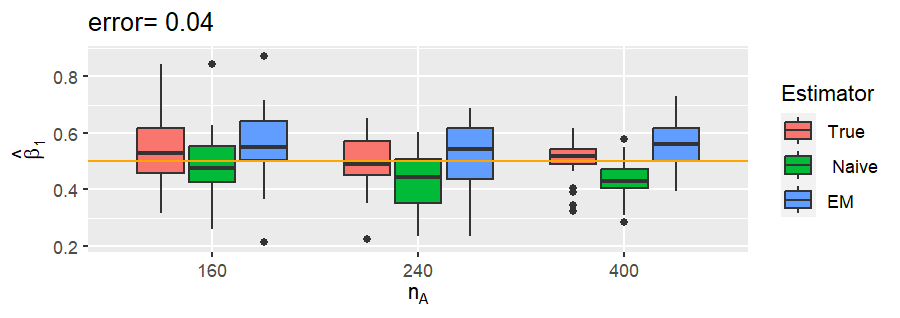 error= 0.04
0.8
0.6
0.4
0.2
β̂₁
160
240
400
n_A
Estimator
True
Naive
EM